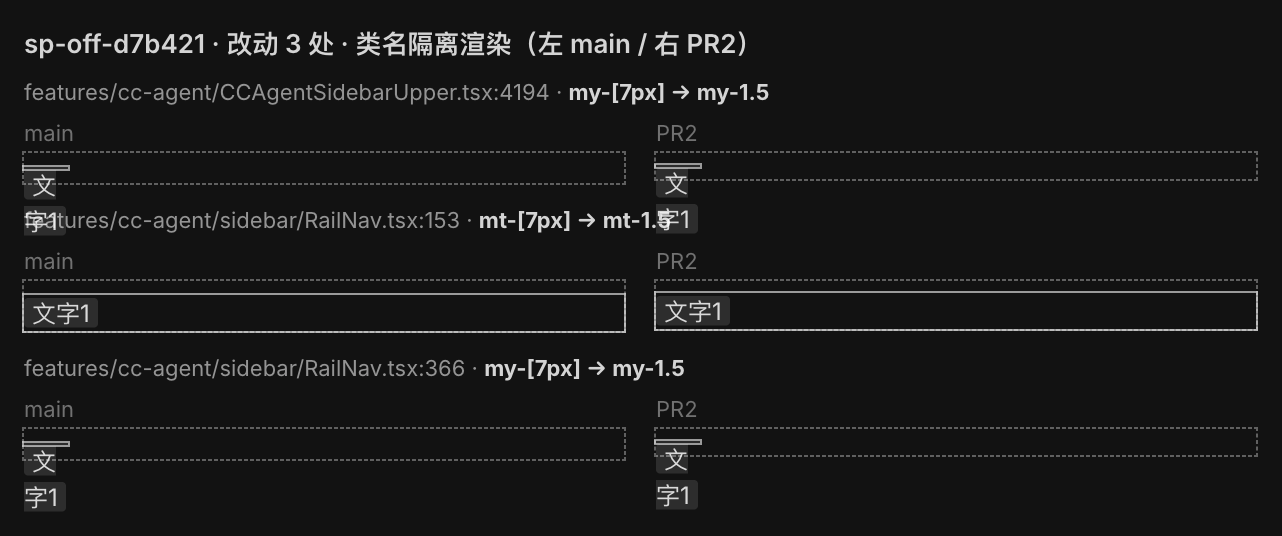 sp-off-d7b421 · 改动 3 处 · 类名隔离渲染（左 main / 右 PR2）
features/cc-agent/CCAgentSidebarUpper.tsx:4194 · my-[7px] → my-1.5
main
PR2
文
字1
文
字1
features/cc-agent/sidebar/RailNav.tsx:153 · mt-[7px] → mt-1.5
main
PR2
文字1
文字1
features/cc-agent/sidebar/RailNav.tsx:366 · my-[7px] → my-1.5
main
PR2
文
字1
文
字1